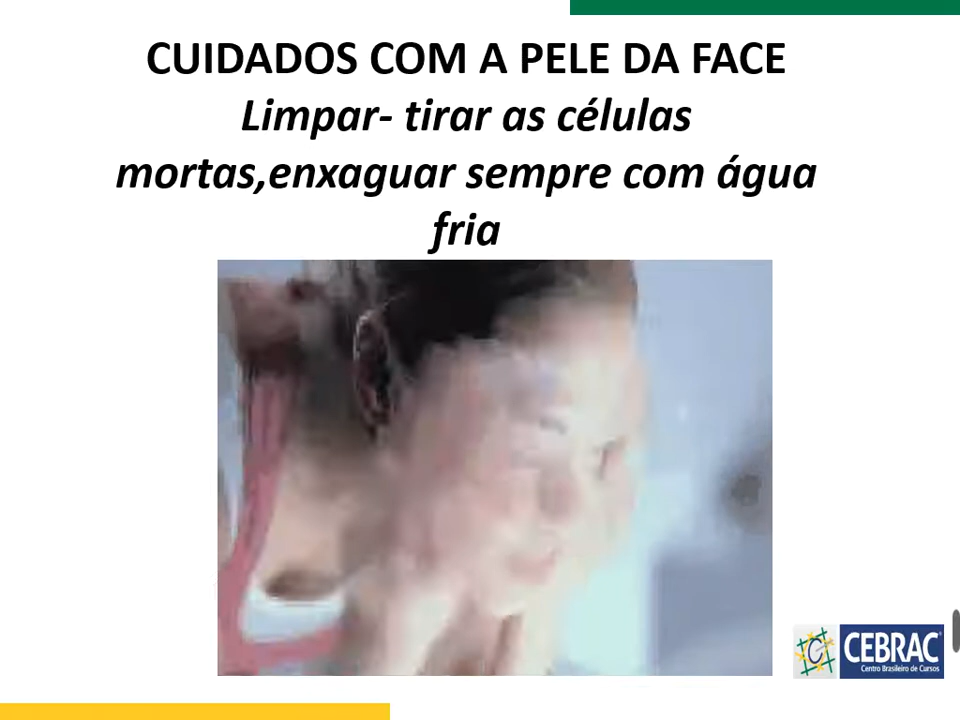 CUIDADOS COM A PELE DA FACE
Limpar- tirar as células
mortas,enxaguar sempre com água
fria
CEBRAC
Centro Brasileiro de Cursos